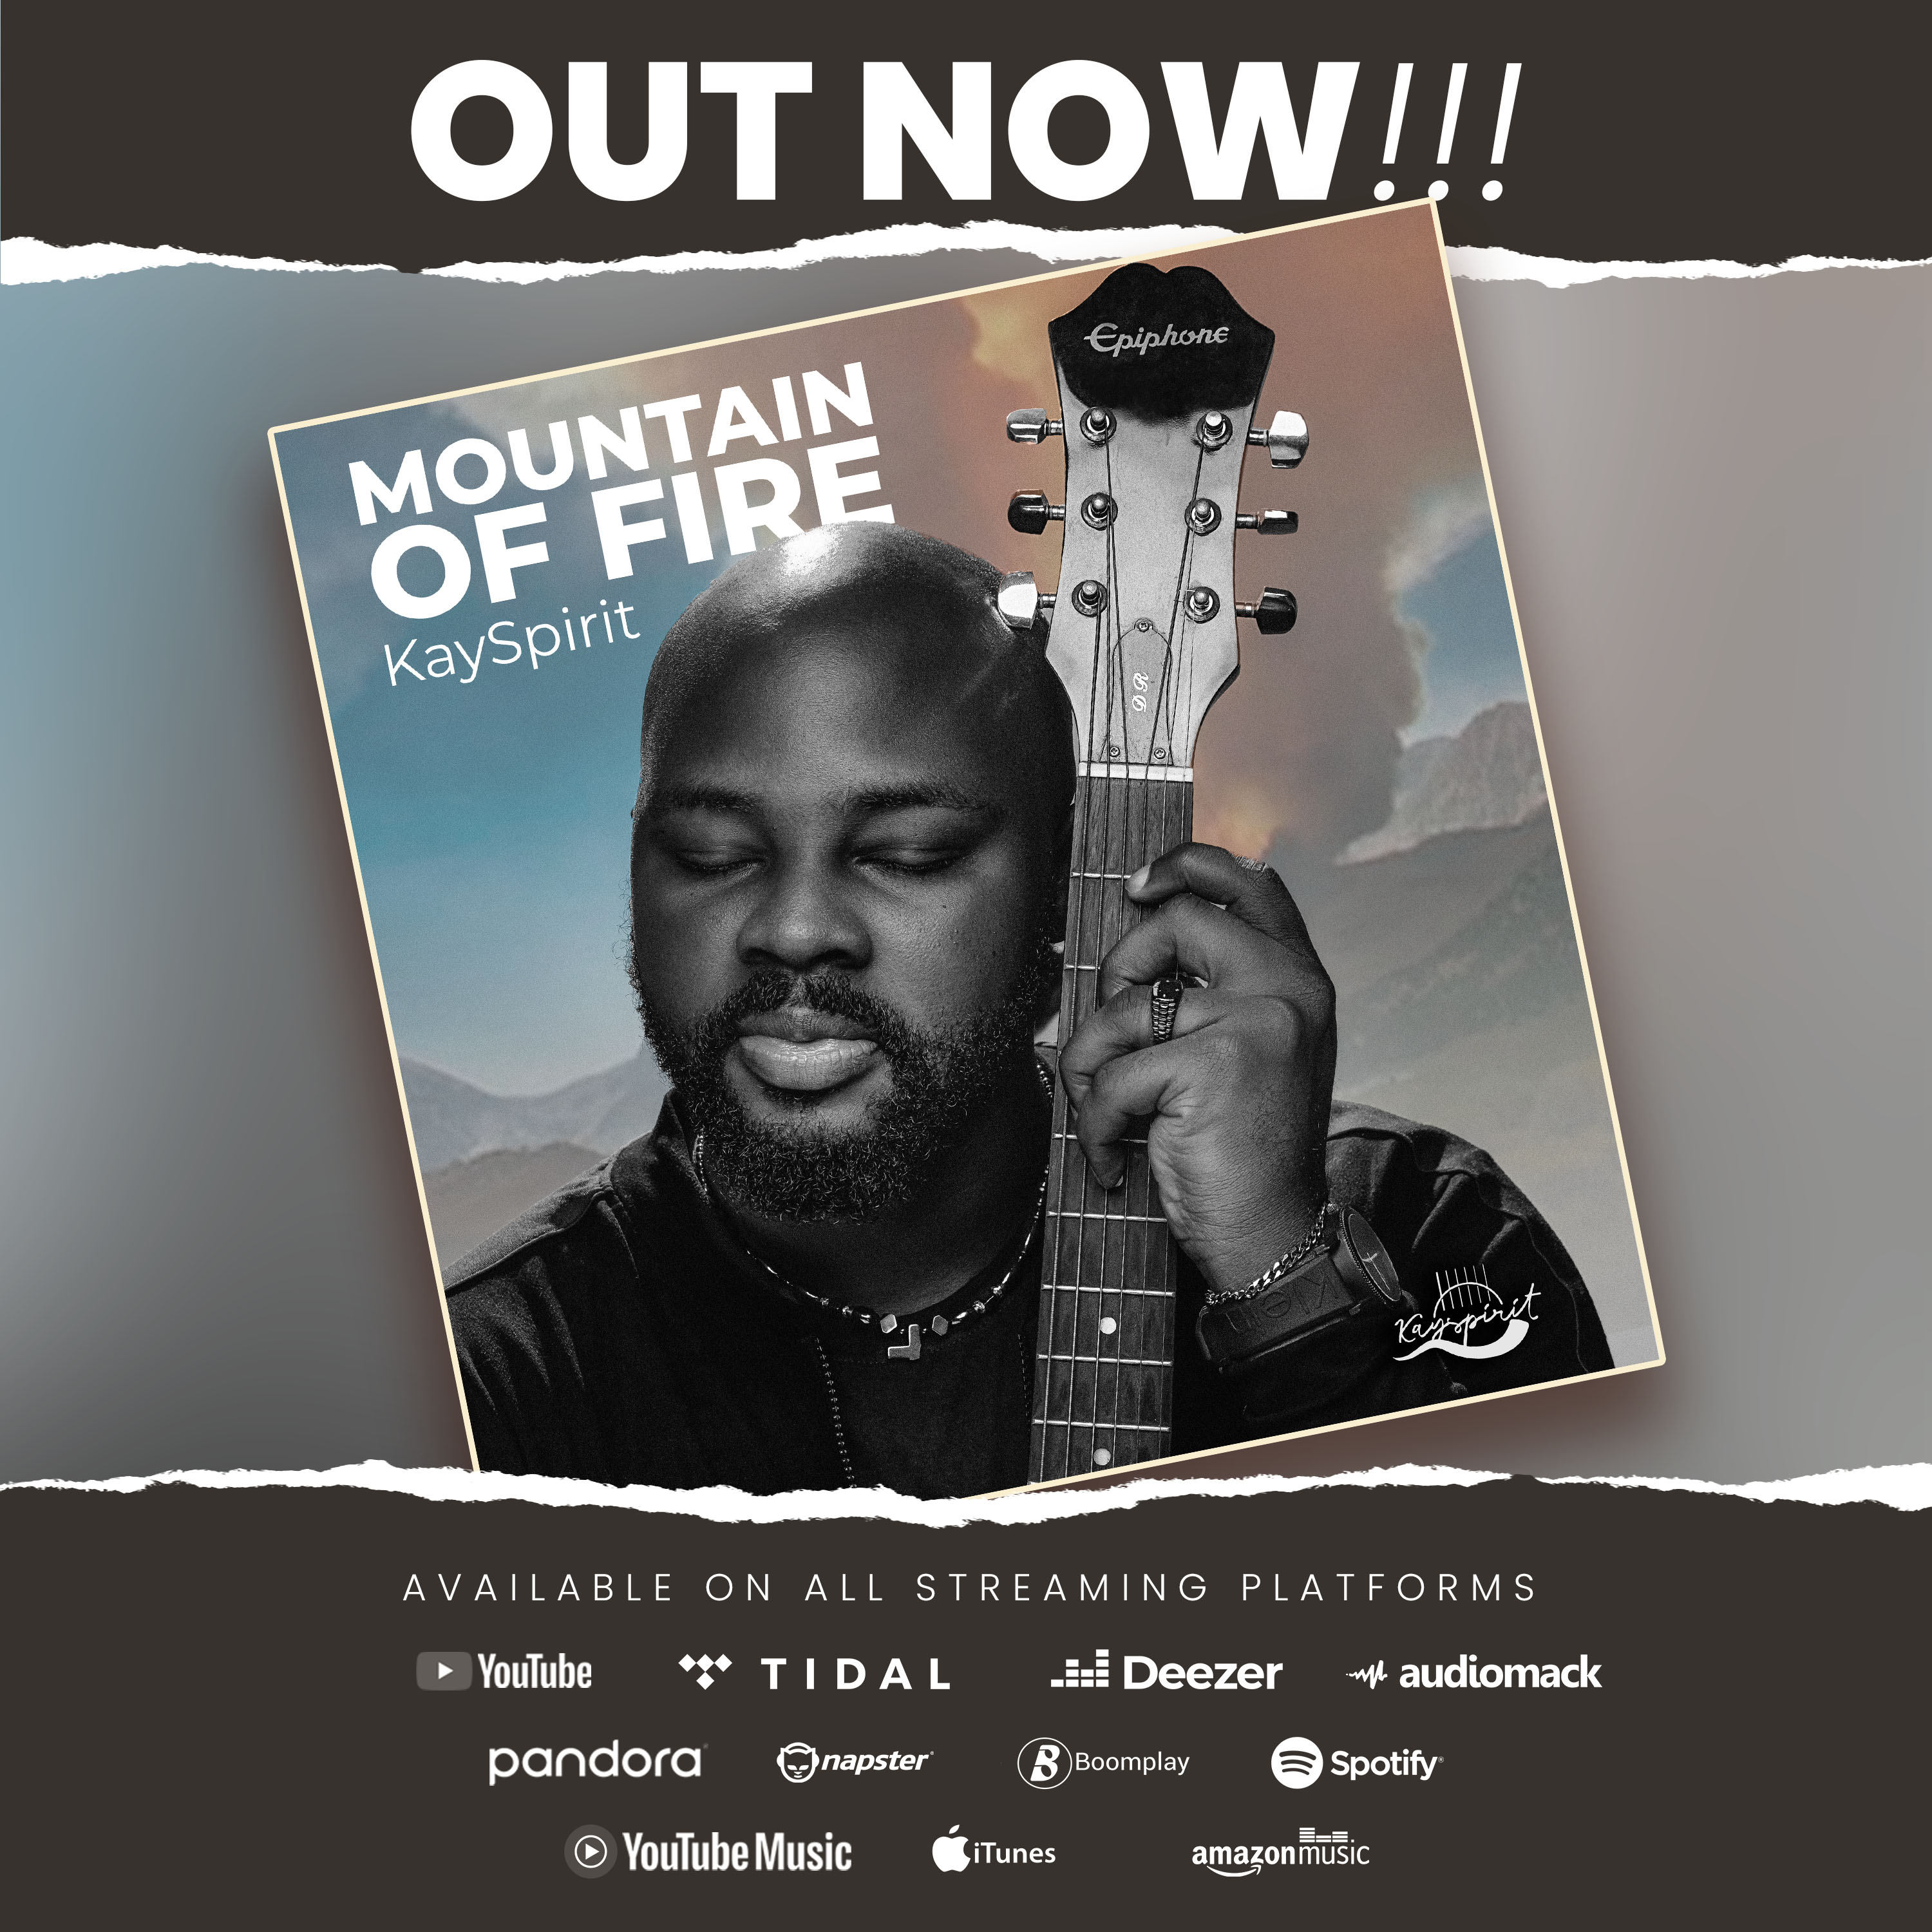 OUT NOW!!!
Epiphone
MOUNTAIN
OF FIRE
KaySpirit
DR
Kayspirit
AVAILABLE ON ALL STREAMING PLATFORMS
YouTube TIDAL Deezer audiomack
pandora napster Boomplay Spotify
YouTube Music iTunes amazon music